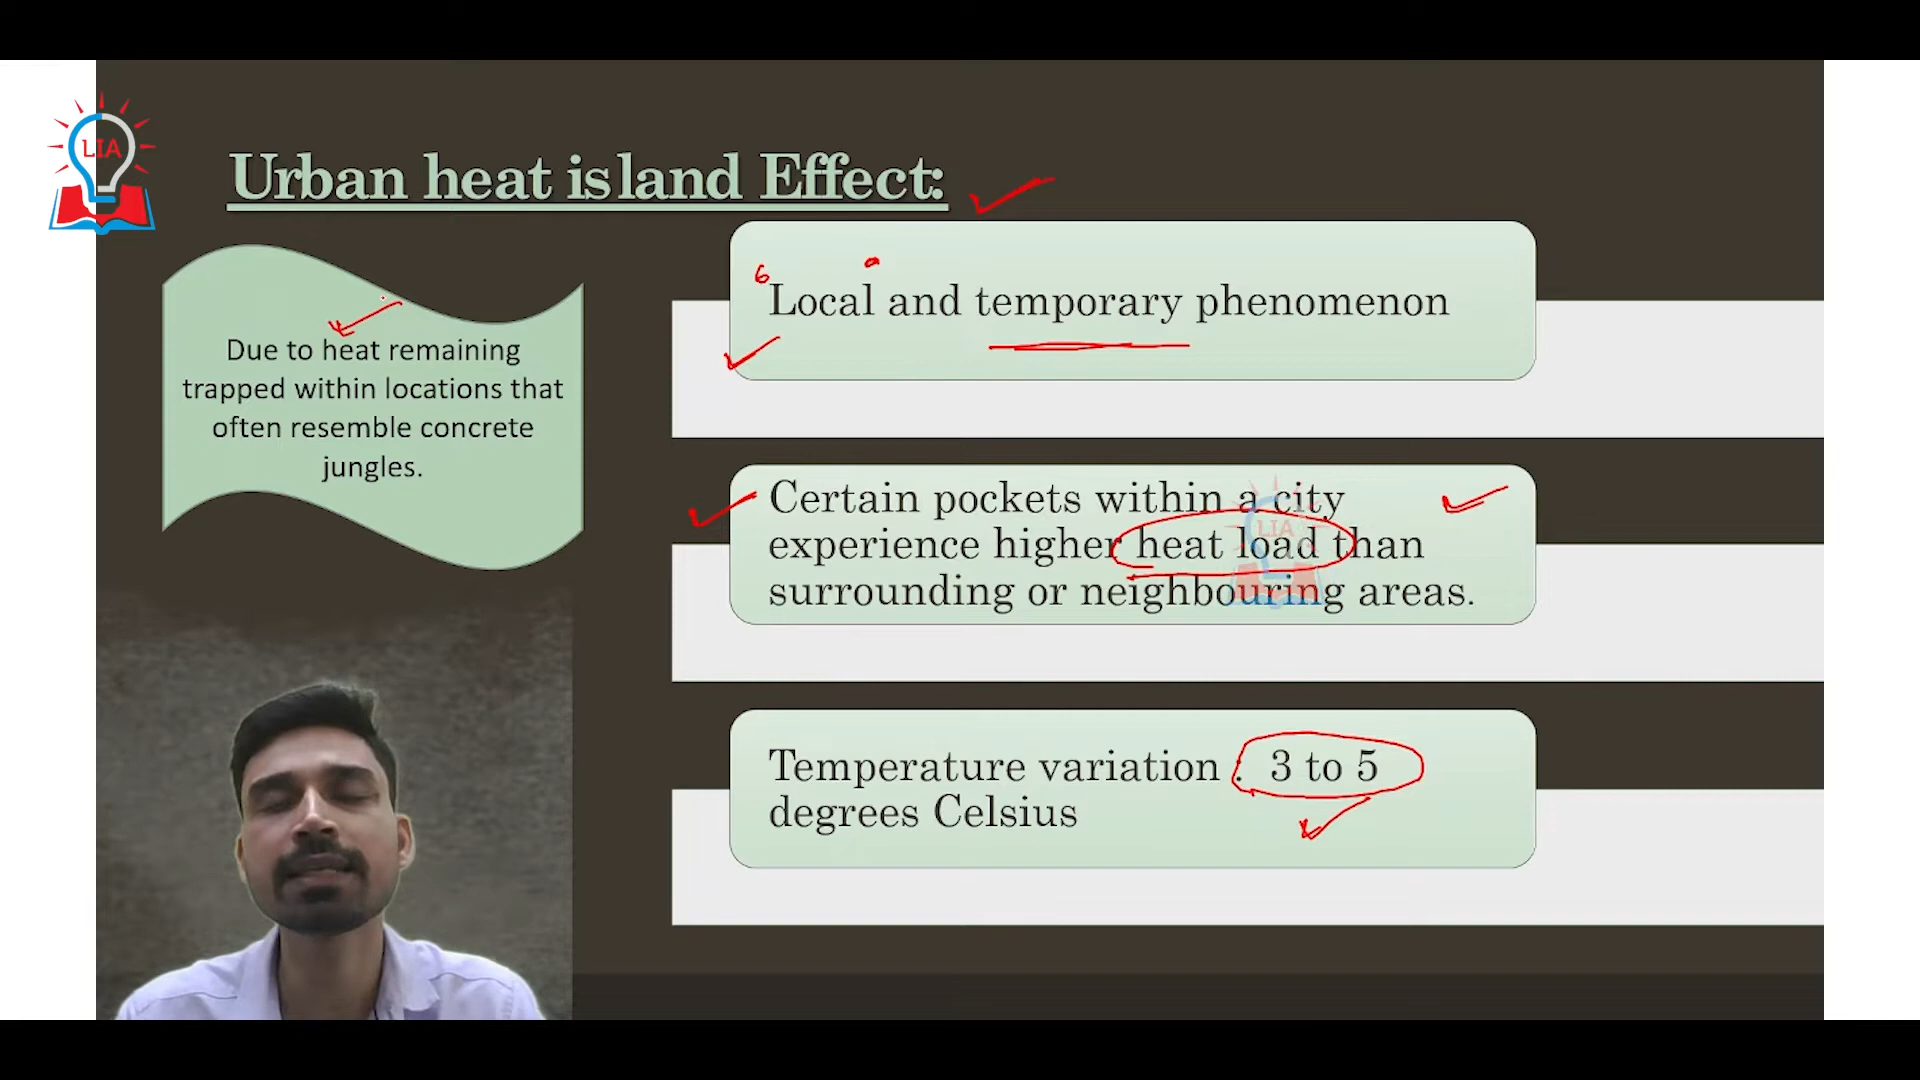 LIA
Urban heat island Effect:
Due to heat remaining
trapped within locations that
often resemble concrete
jungles.
Local and temporary phenomenon
Certain pockets within a city
experience higher heat load than
surrounding or neighbouring areas.
LIA
Temperature variation : 3 to 5
degrees Celsius